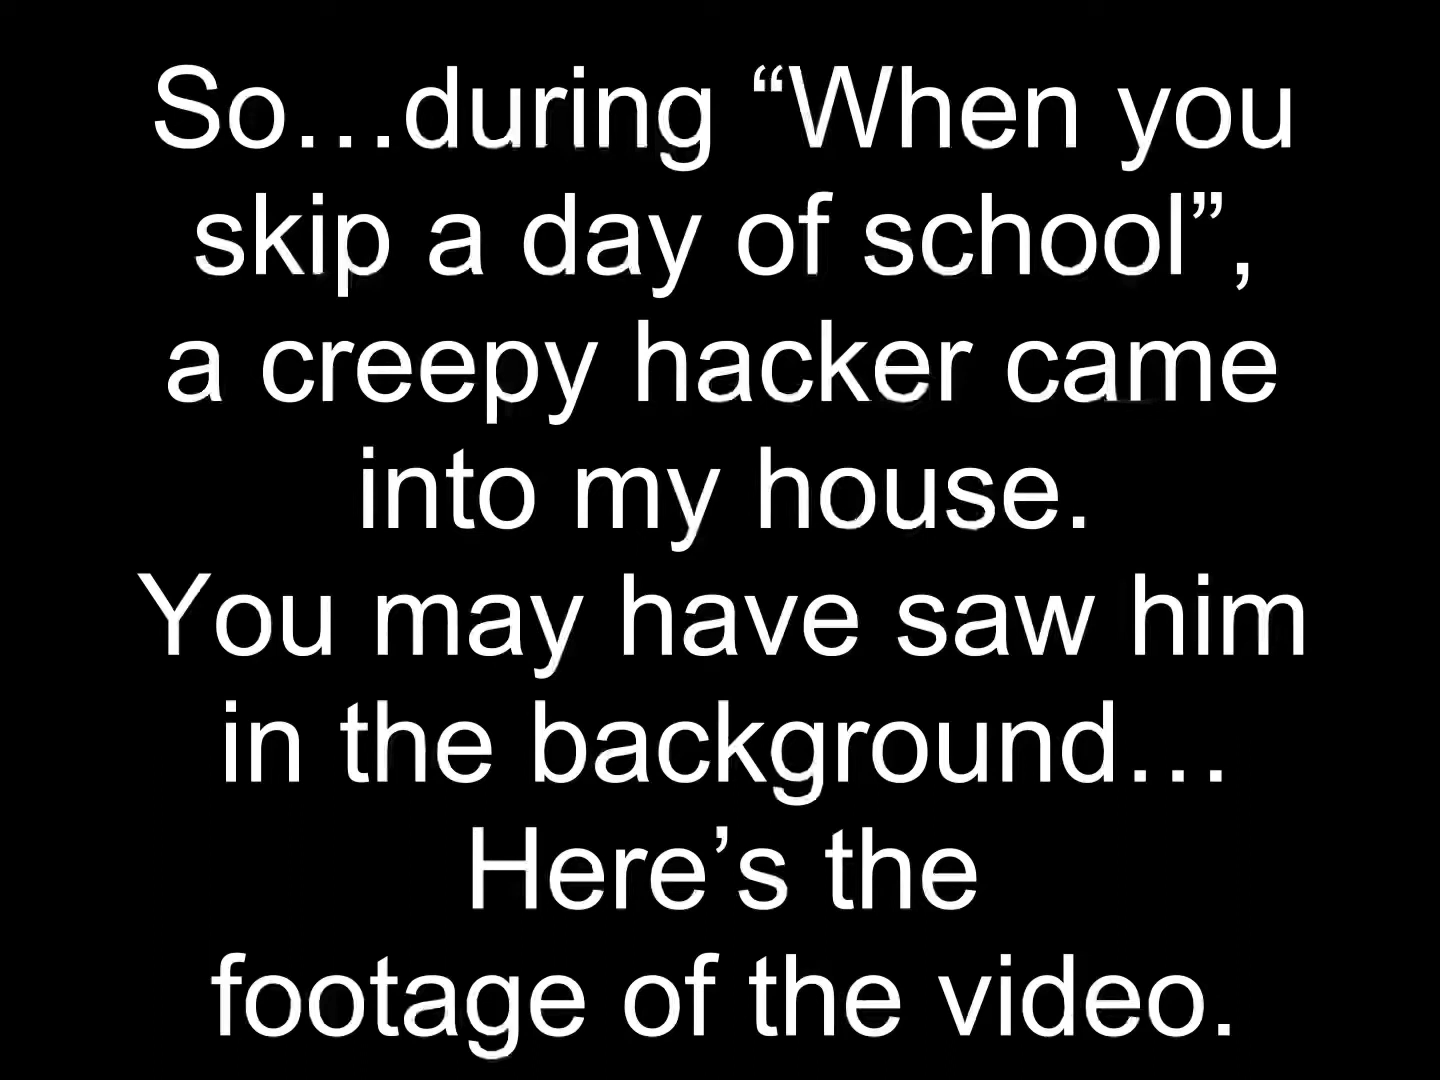 So…during “When you
skip a day of school”,
a creepy hacker came
into my house.
You may have saw him
in the background…
Here’s the
footage of the video.